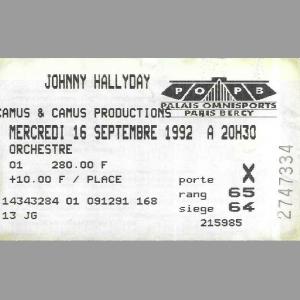 JOHNNY HALLYDAY
POPB
PALAIS OMNISPORTS
PARIS BERCY
CAMUS & CAMUS PRODUCTIONS
MERCREDI 16 SEPTEMBRE 1992 A 20H30
ORCHESTRE
01 280.00 F
+10.00 F / PLACE
porte X
rang 65
siege 64
14343284 01 091291 168
13 JG
215985
2747334